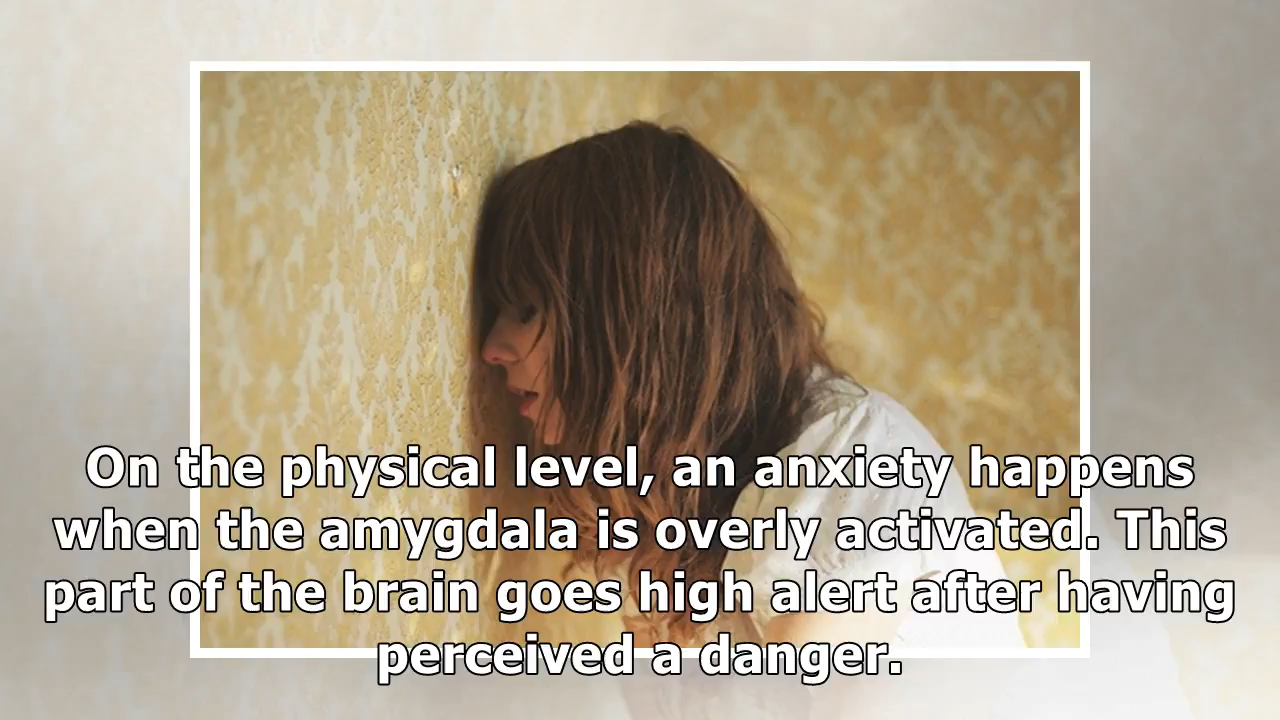 On the physical level, an anxiety happens
when the amygdala is overly activated. This
part of the brain goes high alert after having
perceived a danger.